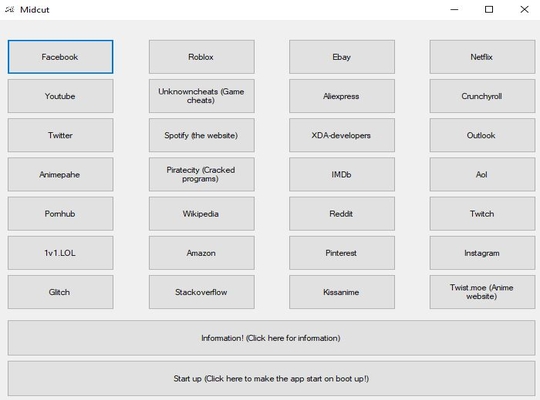 Midcut
Facebook
Roblox
Ebay
Netflix
Youtube
Unknowncheats (Game
cheats)
Aliexpress
Crunchyroll
Twitter
Spotify (the website)
XDA-developers
Outlook
Animepahe
Piratecity (Cracked
programs)
IMDb
Aol
Pornhub
Wikipedia
Reddit
Twitch
1v1.LOL
Amazon
Pinterest
Instagram
Glitch
Stackoverflow
Kissanime
Twist.moe (Anime
website)
Information! (Click here for information)
Start up (Click here to make the app start on boot up!)